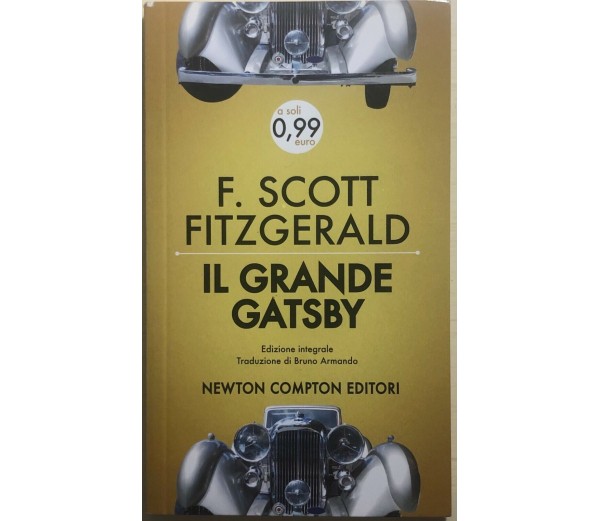 a soli
0,99
euro
F. SCOTT
FITZGERALD
IL GRANDE
GATSBY
Edizione integrale
Traduzione di Bruno Armando
NEWTON COMPTON EDITORI